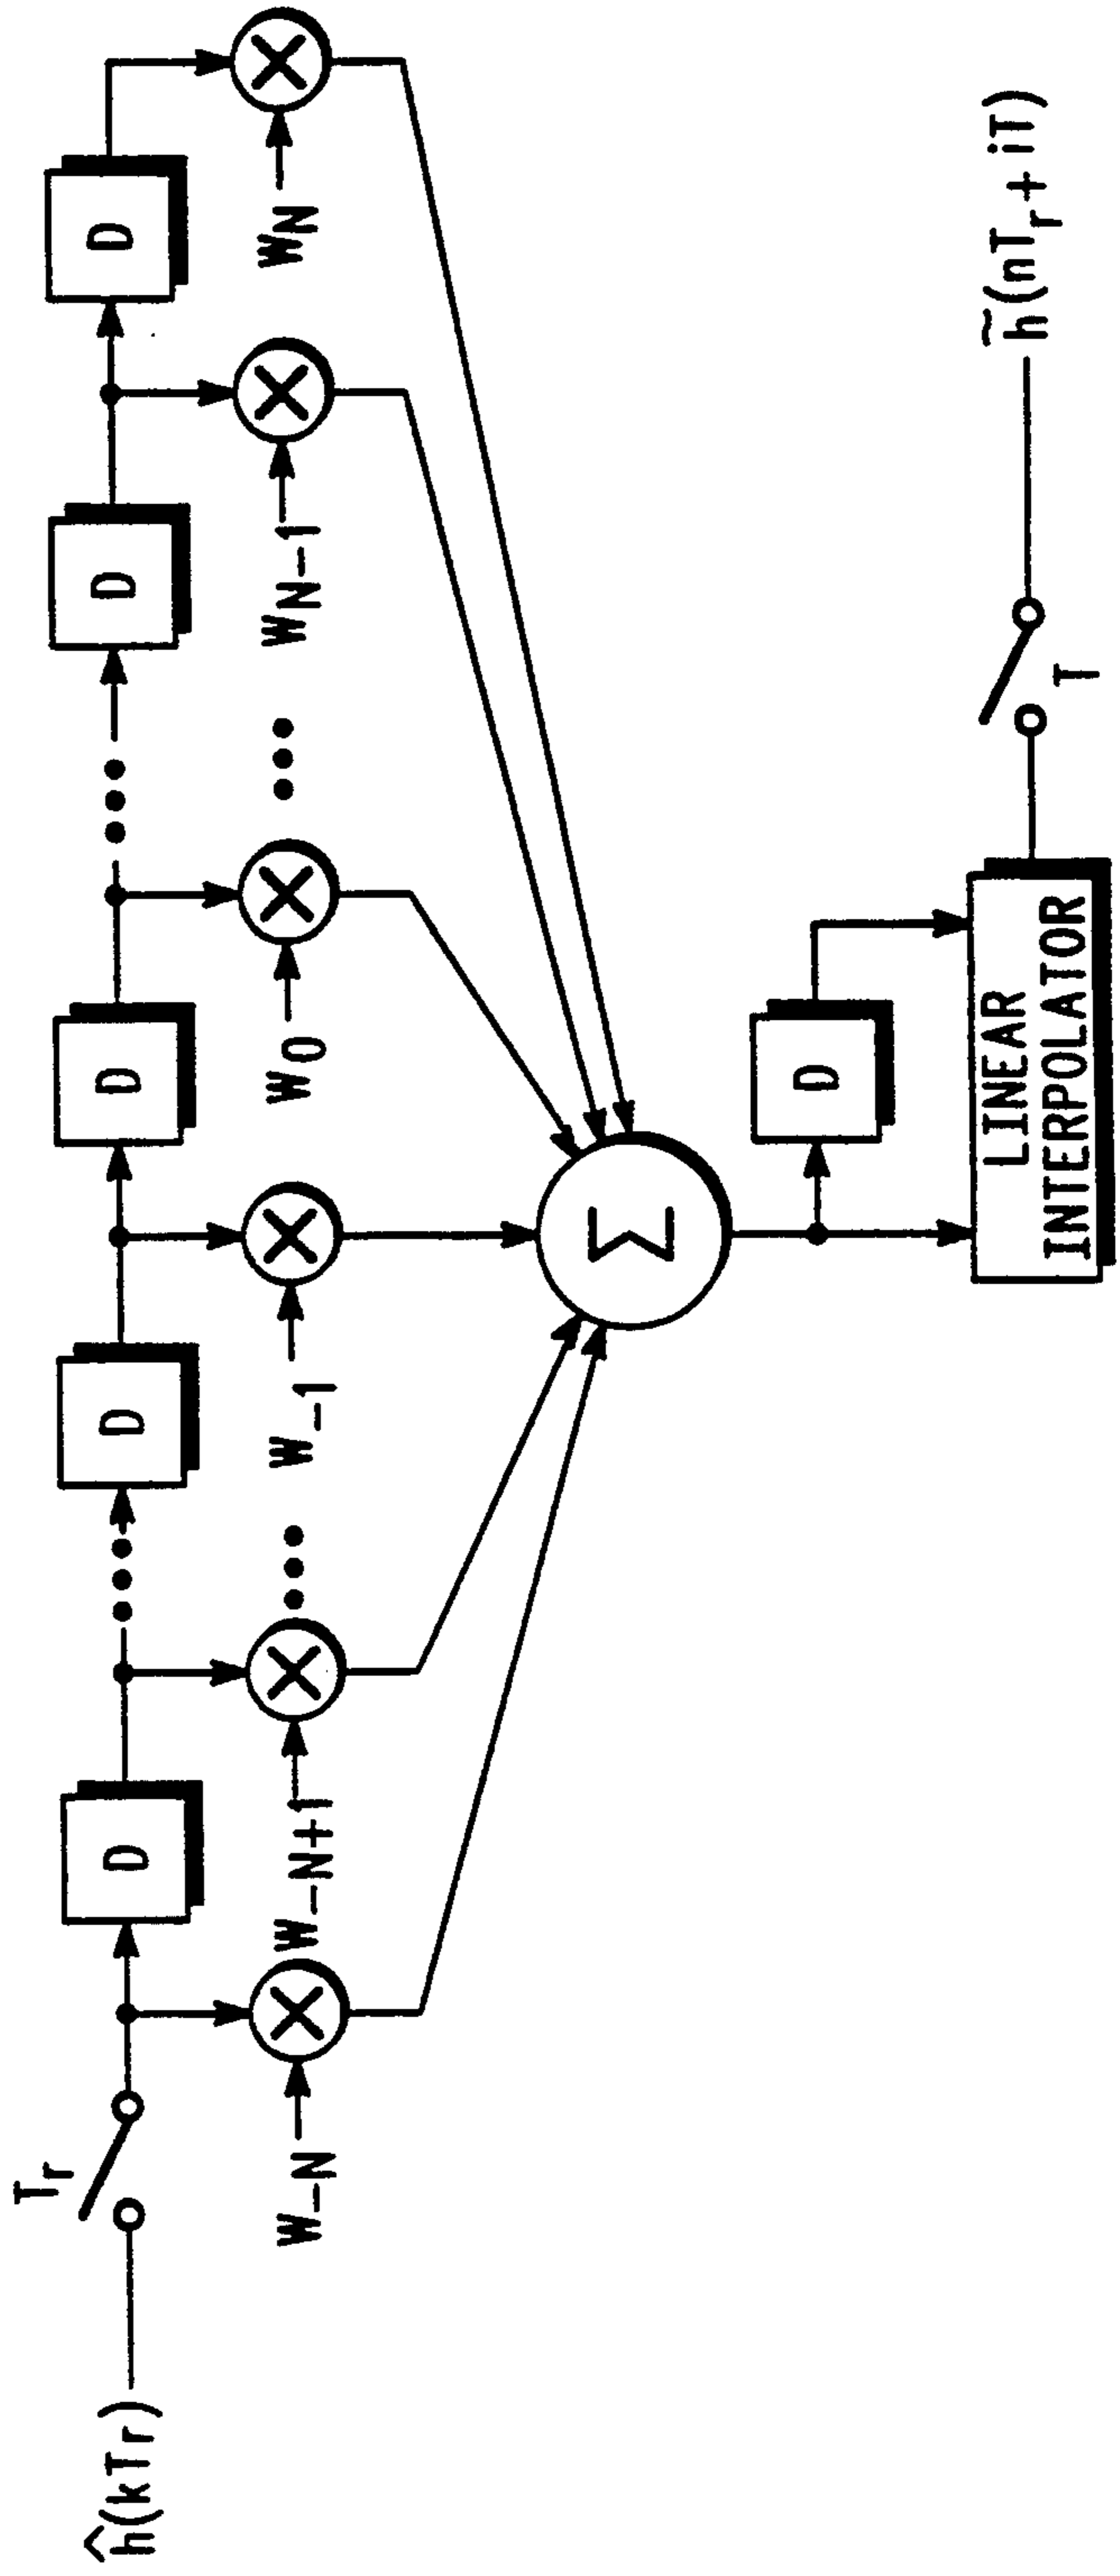 ĥ(kTr)
Tr
D
D
D
D
D
W−N
W−N+1
W−1
W0
WN−1
WN
Σ
D
LINEAR
INTERPOLATOR
T
h̃(nTr + iT)